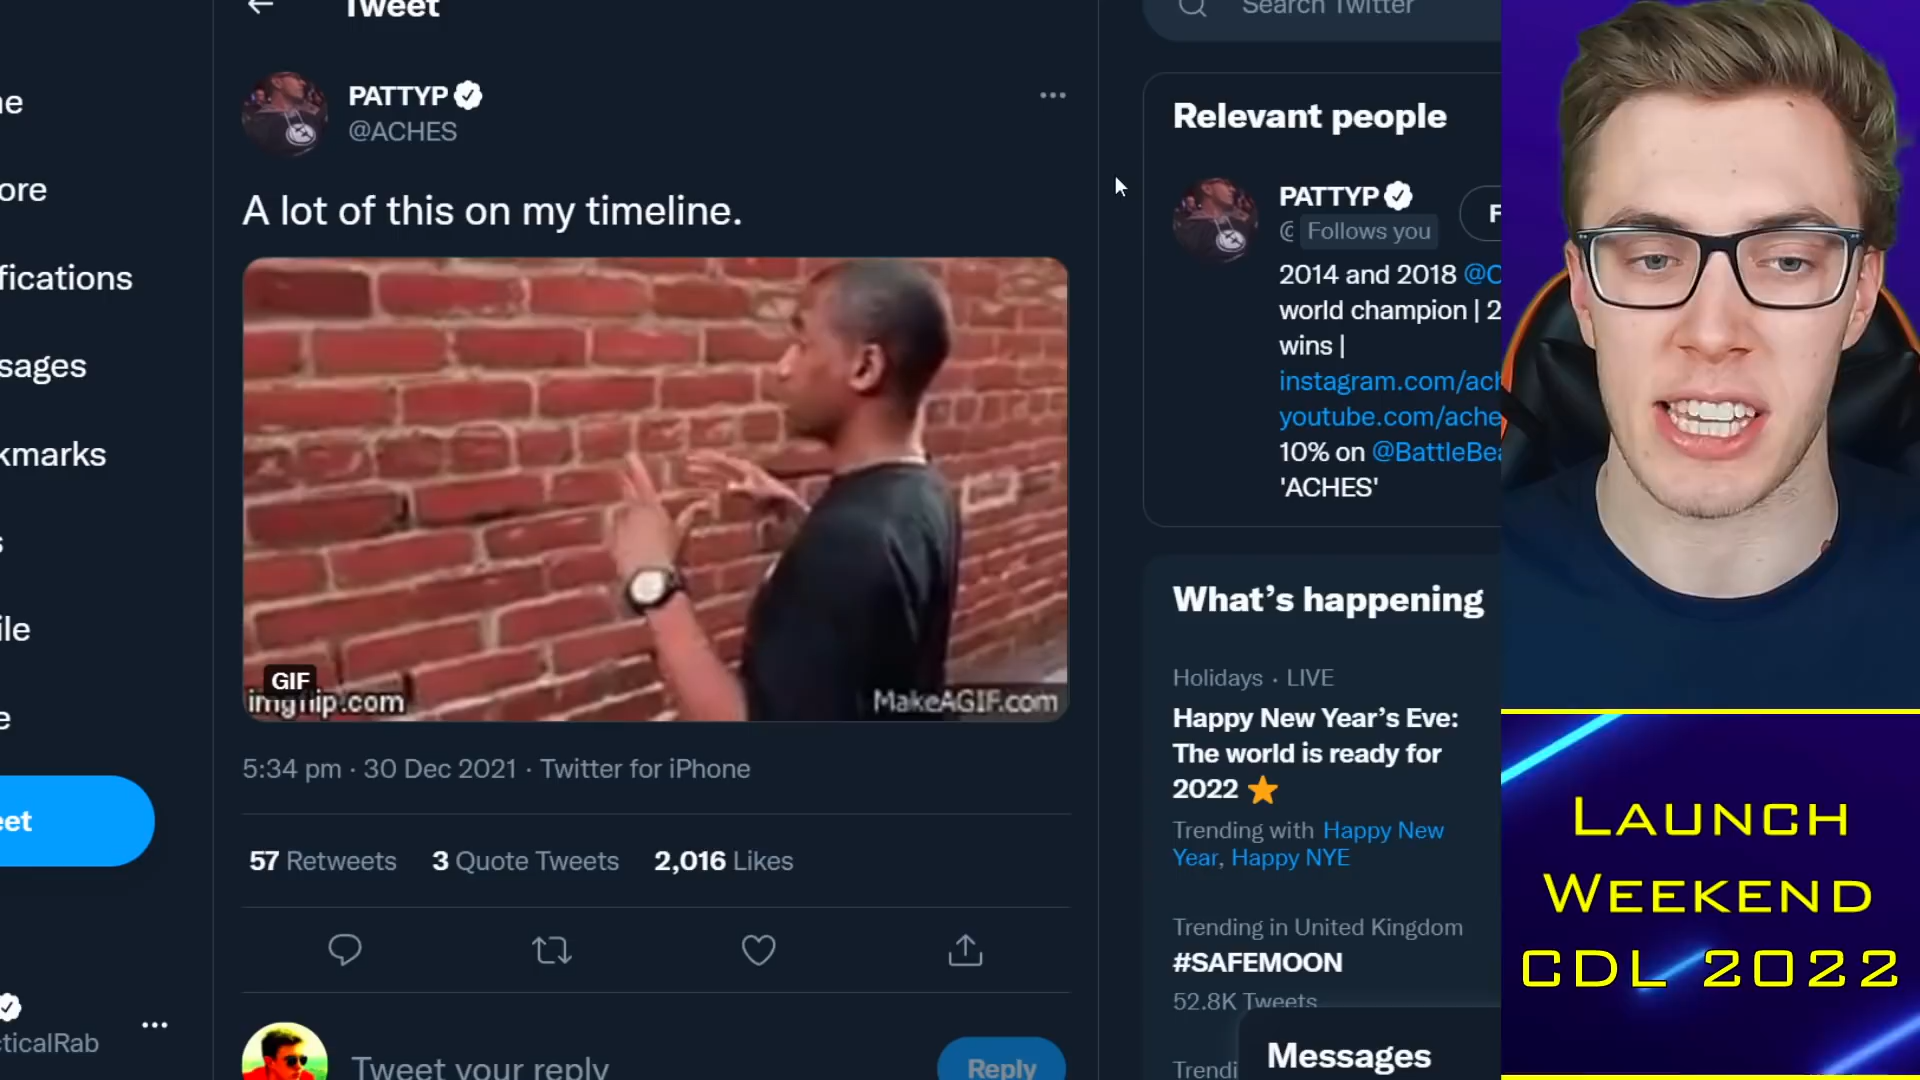 Tweet
Search Twitter
PATTYP
@ACHES
A lot of this on my timeline.
GIF
imgflip.com
MakeAGIF.com
5:34 pm · 30 Dec 2021 · Twitter for iPhone
57 Retweets 3 Quote Tweets 2,016 Likes
Tweet your reply
Reply
ne
ore
fications
sages
kmarks
s
ile
e
eet
cticalRab
Relevant people
PATTYP
@ Follows you
F
2014 and 2018 @C
world champion | 2
wins |
instagram.com/ach
youtube.com/ache
10% on @BattleBea
'ACHES'
What's happening
Holidays · LIVE
Happy New Year's Eve:
The world is ready for
2022 ⭐
Trending with Happy New
Year, Happy NYE
Trending in United Kingdom
#SAFEMOON
52.8K Tweets
Trendi
Messages
LAUNCH
WEEKEND
CDL 2022